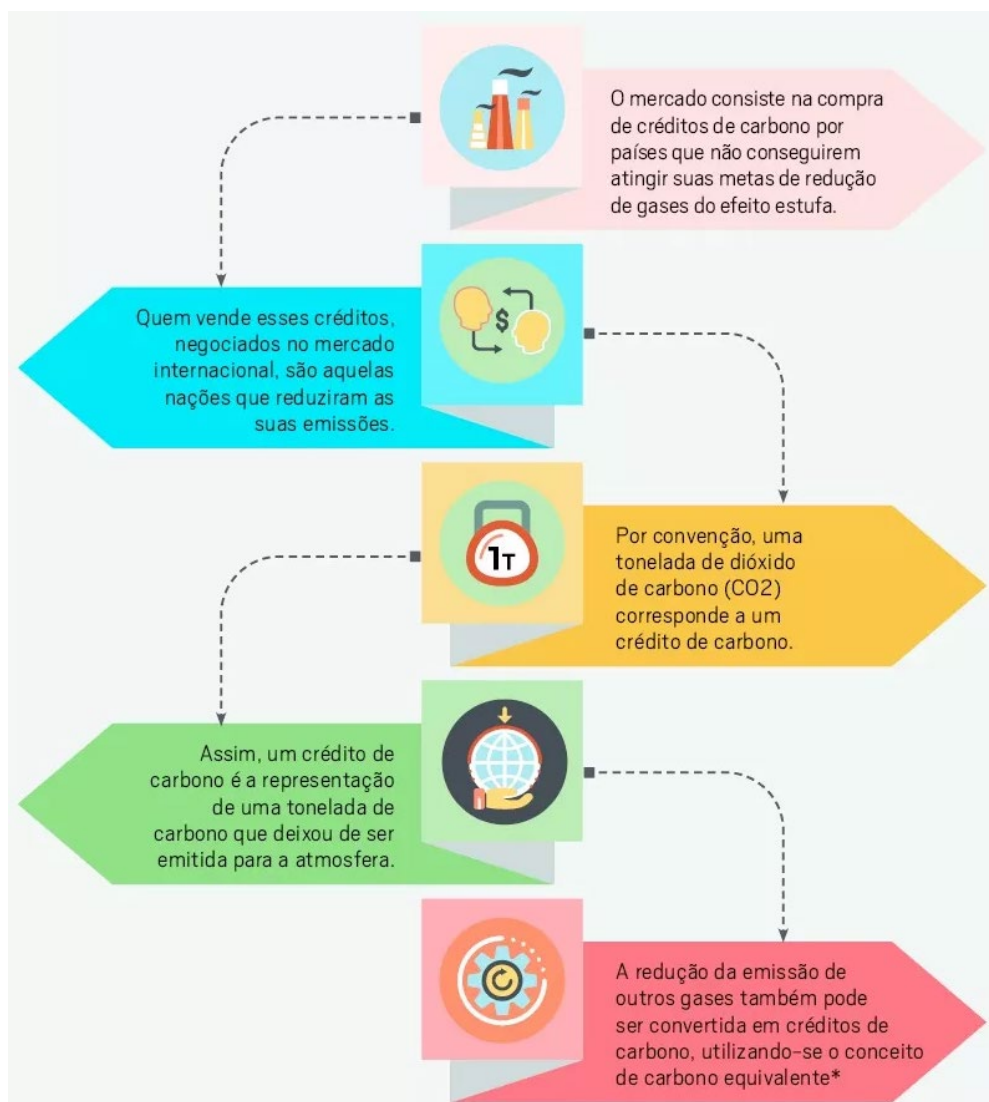 O mercado consiste na compra
de créditos de carbono por
países que não conseguirem
atingir suas metas de redução
de gases do efeito estufa.
$
Quem vende esses créditos,
negociados no mercado
internacional, são aquelas
nações que reduziram as
suas emissões.
1T
Por convenção, uma
tonelada de dióxido
de carbono (CO2)
corresponde a um
crédito de carbono.
Assim, um crédito de
carbono é a representação
de uma tonelada de
carbono que deixou de ser
emitida para a atmosfera.
A redução da emissão de
outros gases também pode
ser convertida em créditos de
carbono, utilizando-se o conceito
de carbono equivalente*